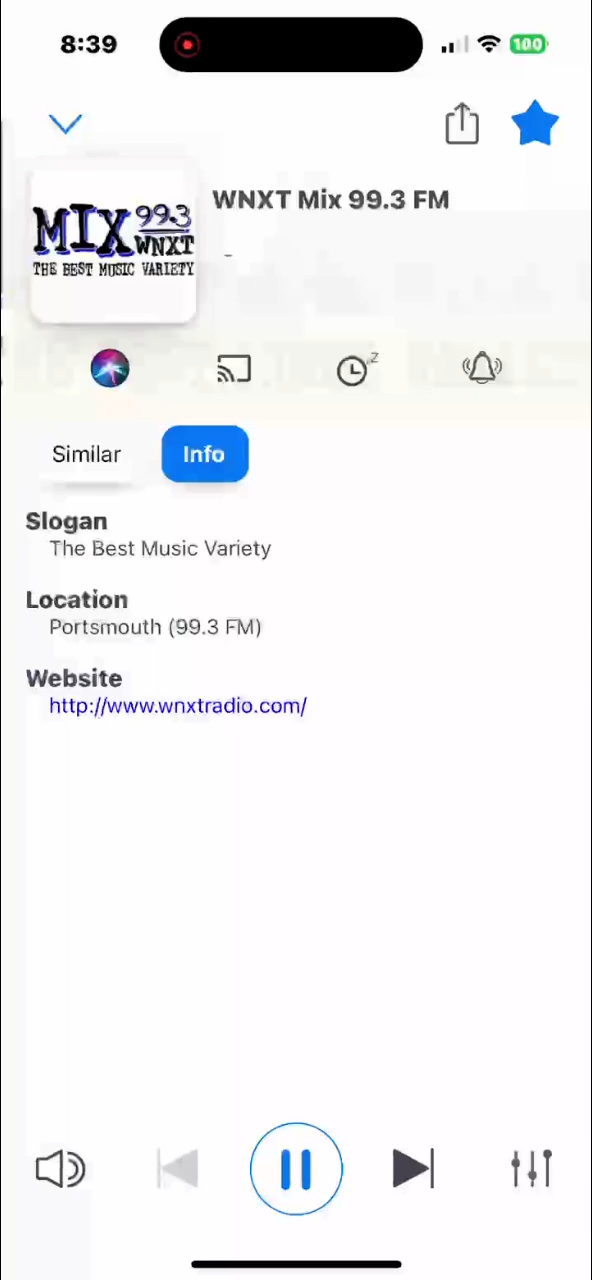 8:39
100
MIX 99.3
WNXT
THE BEST MUSIC VARIETY
WNXT Mix 99.3 FM
-
z
Similar
Info
Slogan
The Best Music Variety
Location
Portsmouth (99.3 FM)
Website
http://www.wnxtradio.com/